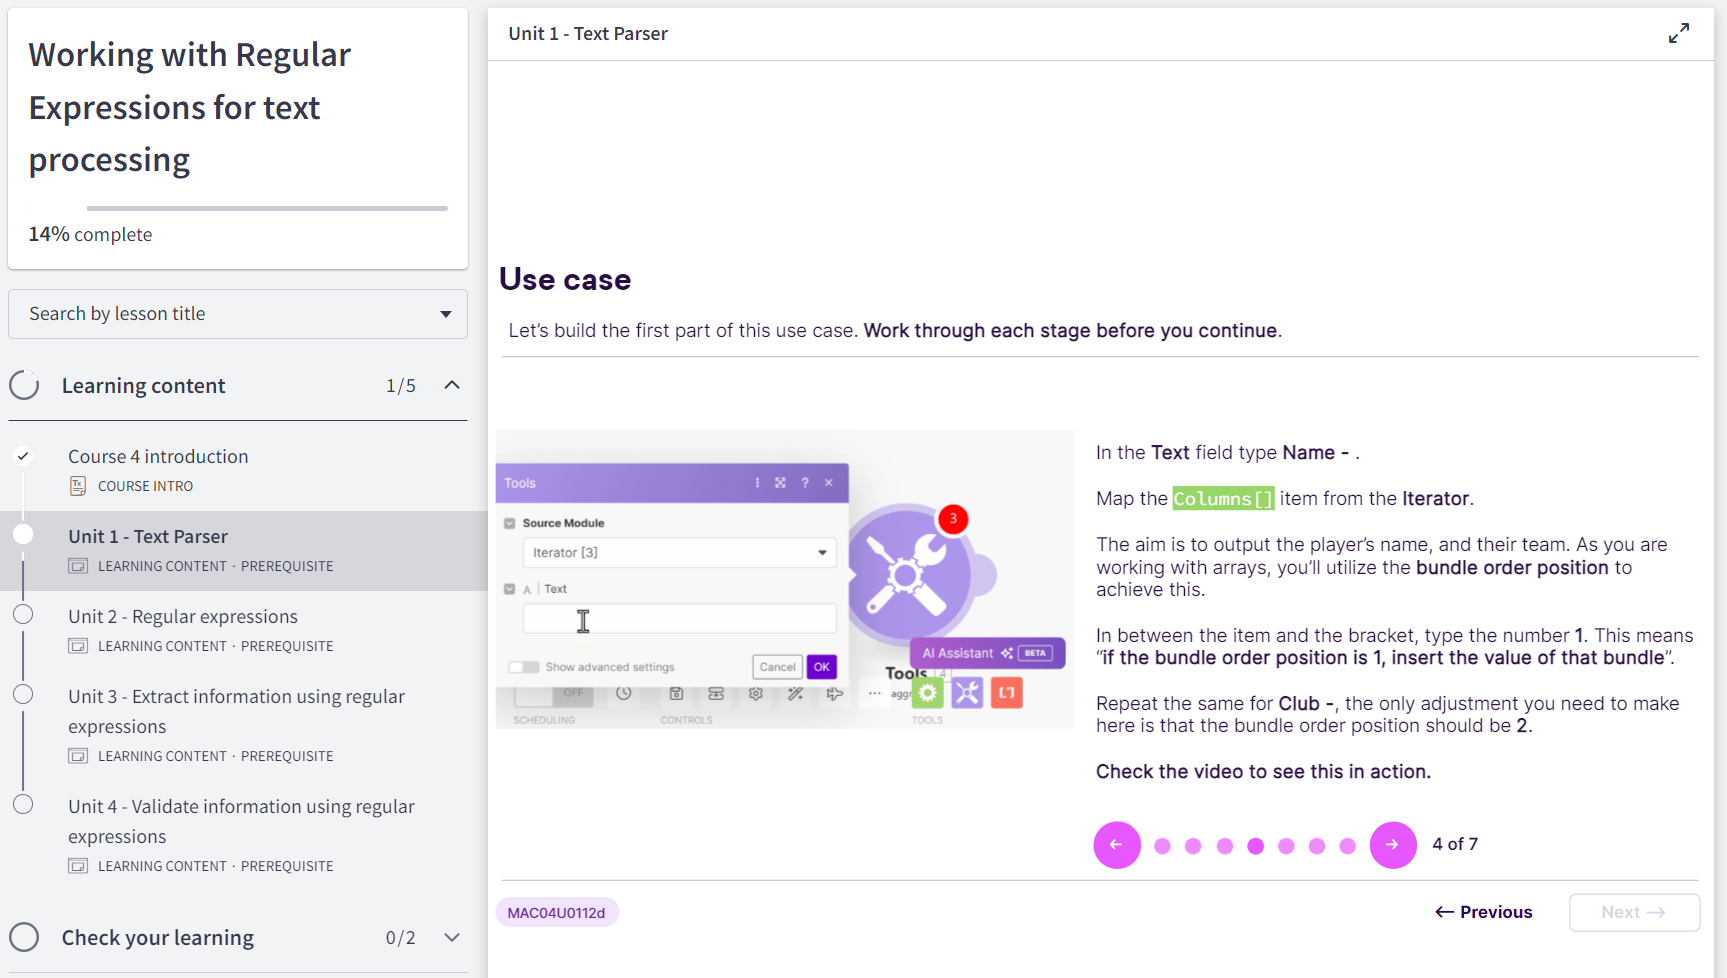 Working with Regular
Expressions for text
processing
14% complete
Search by lesson title
Learning content 1/5
Course 4 introduction
COURSE INTRO
Unit 1 - Text Parser
LEARNING CONTENT · PREREQUISITE
Unit 2 - Regular expressions
LEARNING CONTENT · PREREQUISITE
Unit 3 - Extract information using regular
expressions
LEARNING CONTENT · PREREQUISITE
Unit 4 - Validate information using regular
expressions
LEARNING CONTENT · PREREQUISITE
Check your learning 0/2
Unit 1 - Text Parser
Use case
Let's build the first part of this use case. Work through each stage before you continue.
Tools
Source Module
Iterator [3]
A | Text
Show advanced settings
Cancel OK
3
AI Assistant BETA
Tools 4
aggr
OFF
SCHEDULING CONTROLS TOOLS
In the Text field type Name - .
Map the Columns[] item from the Iterator.
The aim is to output the player's name, and their team. As you are
working with arrays, you'll utilize the bundle order position to
achieve this.
In between the item and the bracket, type the number 1. This means
“if the bundle order position is 1, insert the value of that bundle”.
Repeat the same for Club -, the only adjustment you need to make
here is that the bundle order position should be 2.
Check the video to see this in action.
4 of 7
MAC04U0112d
← Previous
Next →